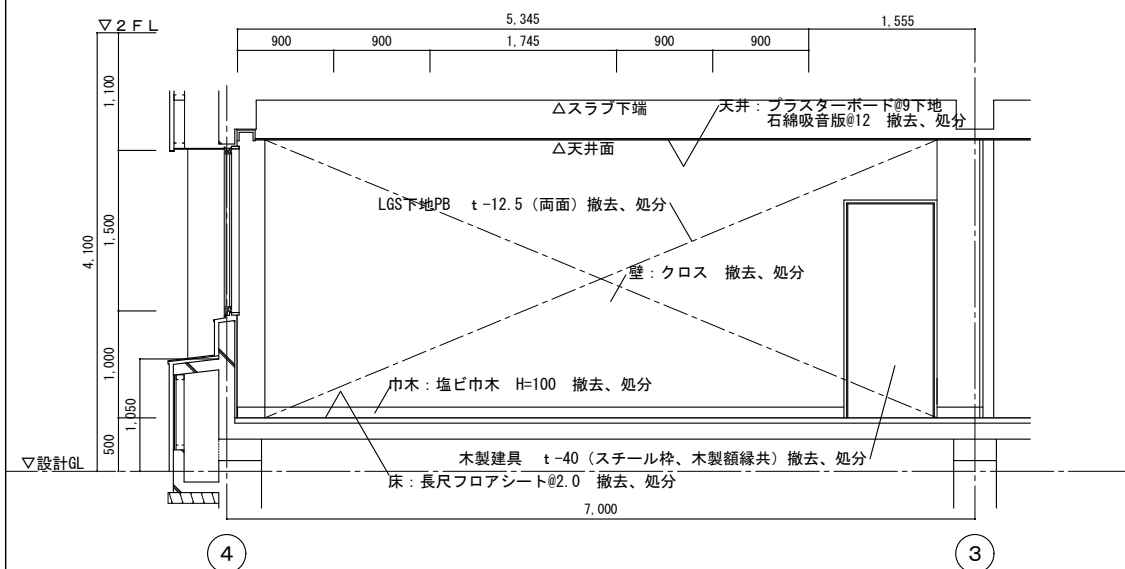 ▽2FL
5,345
1,555
900
900
1,745
900
900
1,100
△スラブ下端
天井：プラスターボード@9下地
石綿吸音版@12 撤去、処分
△天井面
LGS下地PB t-12.5（両面）撤去、処分
1,500
4,100
壁：クロス 撤去、処分
1,000
巾木：塩ビ巾木 H=100 撤去、処分
1,050
500
▽設計GL
木製建具 t-40（スチール枠、木製額縁共）撤去、処分
床：長尺フロアシート@2.0 撤去、処分
7,000
4
3